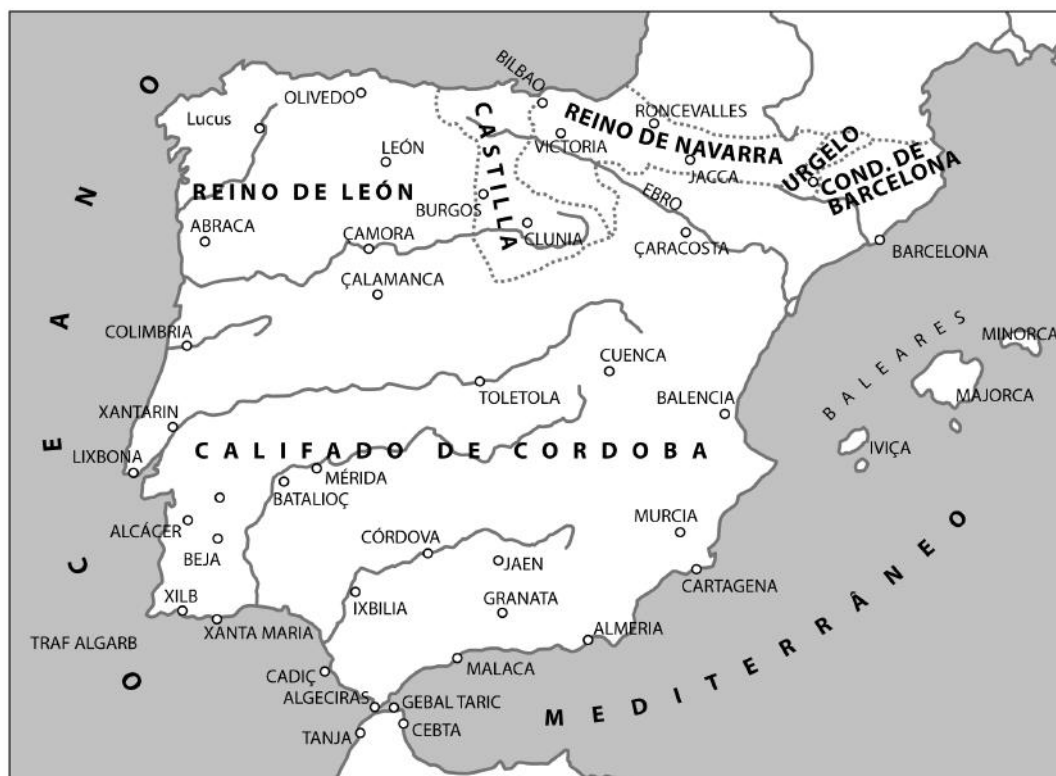 BILBAO
OLIVEDO
RONCEVALLES
Lucus
CASTILLA
REINO DE NAVARRA
VICTORIA
LEÓN
URGELO
JACCA
COND. DE
BARCELONA
REINO DE LEÓN
BURGOS
EBRO
ABRACA
CAMORA
CLUNIA
ÇARACOSTA
BARCELONA
ÇALAMANCA
COLIMBRIA
CUENCA
BALEARES
MINORCA
TOLETOLA
BALENCIA
MAJORCA
XANTARIN
CALIFADO DE CORDOBA
IVIÇA
LIXBONA
MÉRIDA
BATALIOÇ
ALCÁCER
MURCIA
CÓRDOVA
BEJA
JAEN
CARTAGENA
XILB
IXBILIA
GRANATA
XANTA MARIA
ALMERIA
TRAF ALGARB
MALACA
CADIÇ
ALGECIRAS
GEBAL TARIC
CEBTA
TANJA
OCEANO
MEDITERRÂNEO